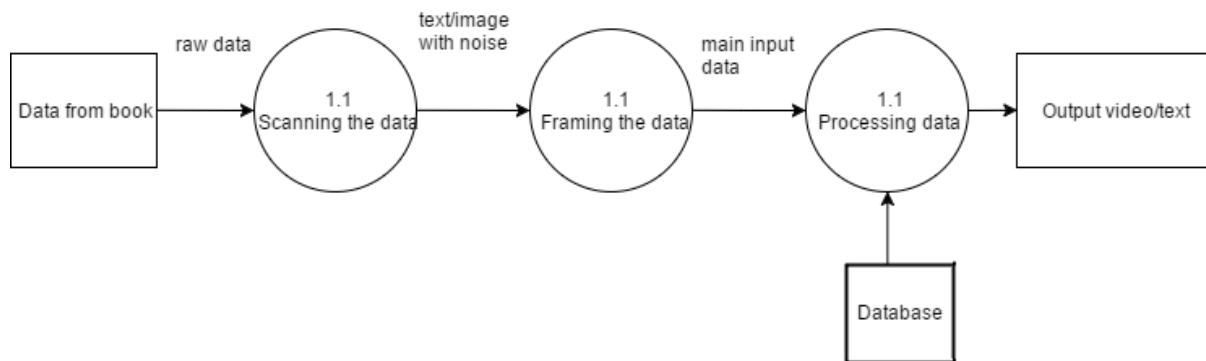 raw data
text/image
with noise
main input
data
Data from book
1.1
Scanning the data
1.1
Framing the data
1.1
Processing data
Output video/text
Database